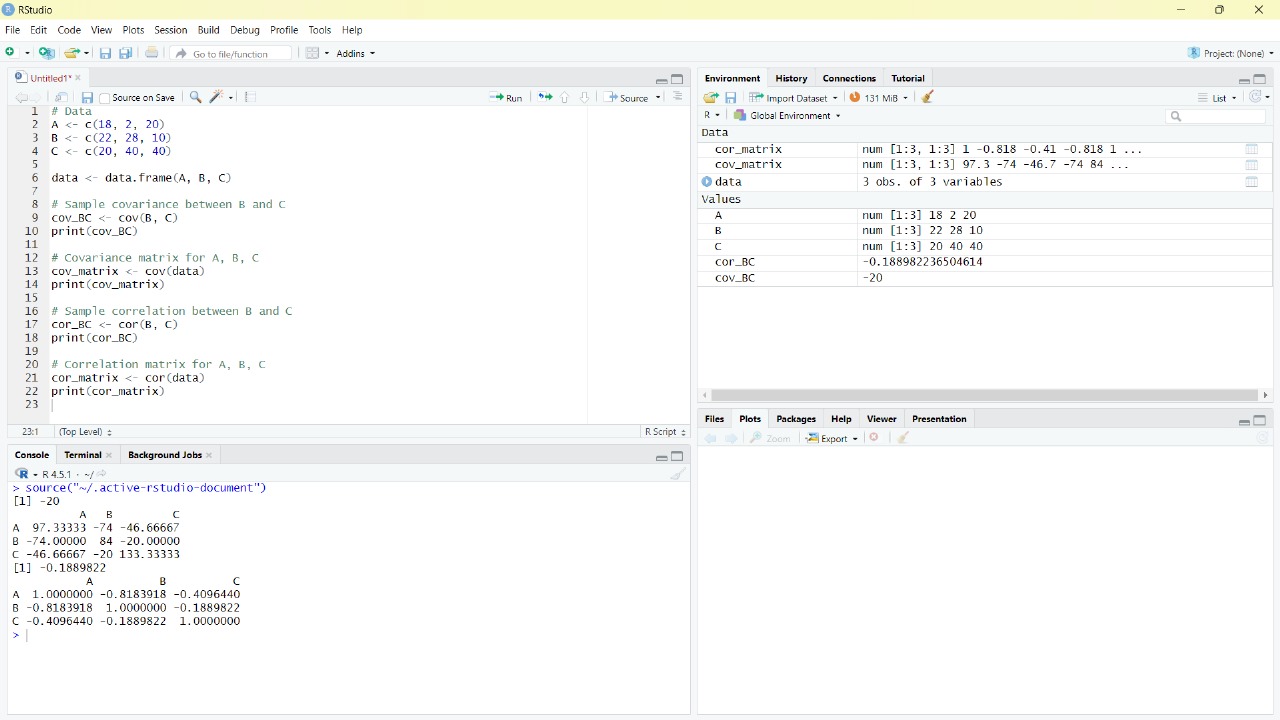 RStudio
File Edit Code View Plots Session Build Debug Profile Tools Help
Go to file/function Addins Project: (None)
Untitled1*
Source on Save Run Source
1 # Data
2 A <- c(18, 2, 20)
3 B <- c(22, 28, 10)
4 C <- c(20, 40, 40)
5
6 data <- data.frame(A, B, C)
7
8 # Sample covariance between B and C
9 cov_BC <- cov(B, C)
10 print(cov_BC)
11
12 # Covariance matrix for A, B, C
13 cov_matrix <- cov(data)
14 print(cov_matrix)
15
16 # Sample correlation between B and C
17 cor_BC <- cor(B, C)
18 print(cor_BC)
19
20 # Correlation matrix for A, B, C
21 cor_matrix <- cor(data)
22 print(cor_matrix)
23
23:1 (Top Level) R Script
Console Terminal Background Jobs
R R 4.5.1 · ~/
> source("~/.active-rstudio-document")
[1] -20
A B C
A 97.33333 -74 -46.66667
B -74.00000 84 -20.00000
C -46.66667 -20 133.33333
[1] -0.1889822
A B C
A 1.0000000 -0.8183918 -0.4096440
B -0.8183918 1.0000000 -0.1889822
C -0.4096440 -0.1889822 1.0000000
>
Environment History Connections Tutorial
Import Dataset 131 MiB List
R Global Environment
Data
cor_matrix num [1:3, 1:3] 1 -0.818 -0.41 -0.818 1 ...
cov_matrix num [1:3, 1:3] 97.3 -74 -46.7 -74 84 ...
data 3 obs. of 3 variables
Values
A num [1:3] 18 2 20
B num [1:3] 22 28 10
C num [1:3] 20 40 40
cor_BC -0.188982236504614
cov_BC -20
Files Plots Packages Help Viewer Presentation
Zoom Export